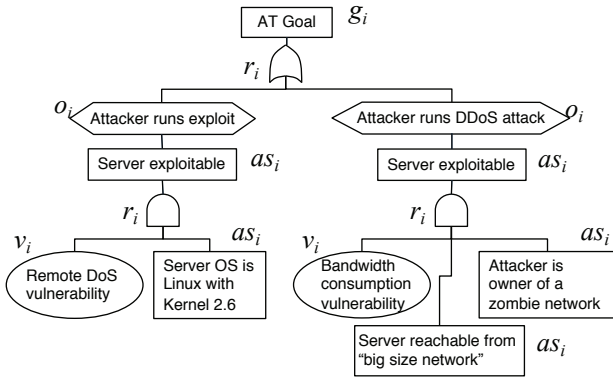 AT Goal
g_i
r_i
o_i
Attacker runs exploit
Attacker runs DDoS attack
o_i
Server exploitable
as_i
Server exploitable
as_i
r_i
r_i
v_i
as_i
v_i
as_i
Remote DoS
vulnerability
Server OS is
Linux with
Kernel 2.6
Bandwidth
consumption
vulnerability
Attacker is
owner of a
zombie network
Server reachable from
“big size network”
as_i